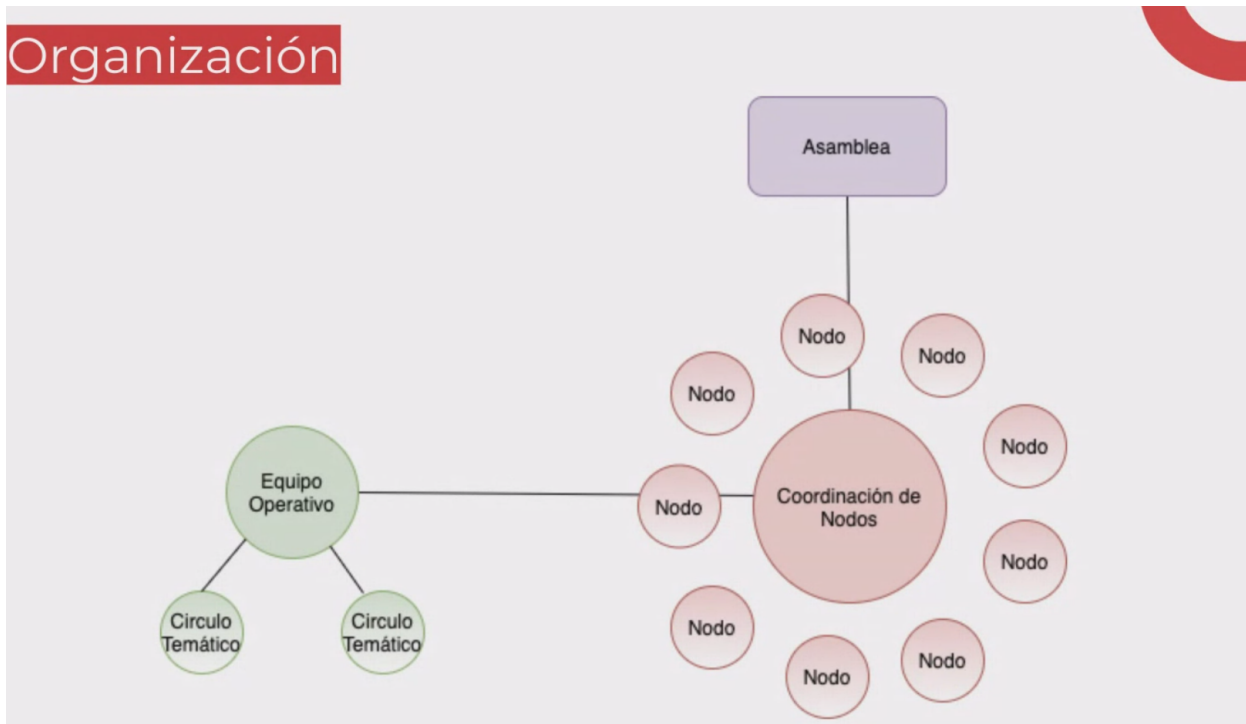 Organización
Asamblea
Nodo
Nodo
Nodo
Nodo
Equipo
Operativo
Nodo
Coordinación de
Nodos
Nodo
Circulo
Temático
Circulo
Temático
Nodo
Nodo
Nodo